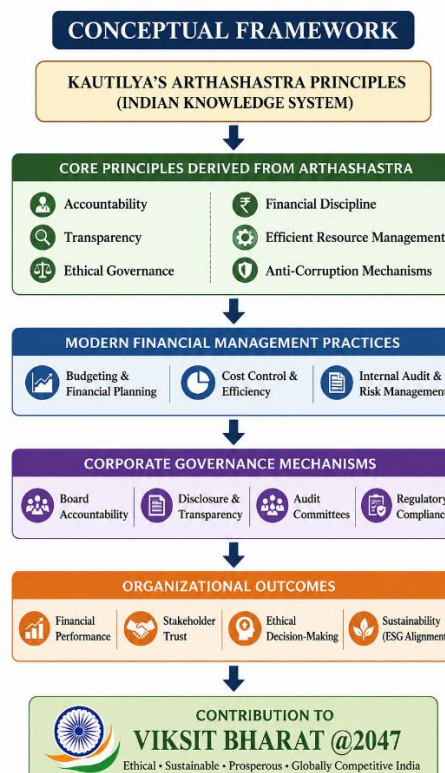 CONCEPTUAL FRAMEWORK
KAUTILYA'S ARTHASHASTRA PRINCIPLES
(INDIAN KNOWLEDGE SYSTEM)
CORE PRINCIPLES DERIVED FROM ARTHASHASTRA
Accountability
Transparency
Ethical Governance
₹ Financial Discipline
Efficient Resource Management
Anti-Corruption Mechanisms
MODERN FINANCIAL MANAGEMENT PRACTICES
Budgeting &
Financial Planning
Cost Control &
Efficiency
Internal Audit &
Risk Management
CORPORATE GOVERNANCE MECHANISMS
Board
Accountability
Disclosure &
Transparency
Audit
Committees
Regulatory
Complianc
ORGANIZATIONAL OUTCOMES
Financial
Performance
Stakeholder
Trust
Ethical
Decision-Making
Sustainability
(ESG Alignment
CONTRIBUTION TO
VIKSIT BHARAT @2047
Ethical • Sustainable • Prosperous • Globally Competitive India